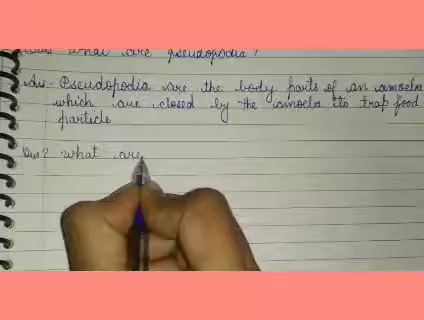 what are pseudopodia?
Ans - Pseudopodia are the body parts of an amoeba
which are closed by the amoeba to trap food
particle
Que2 what are